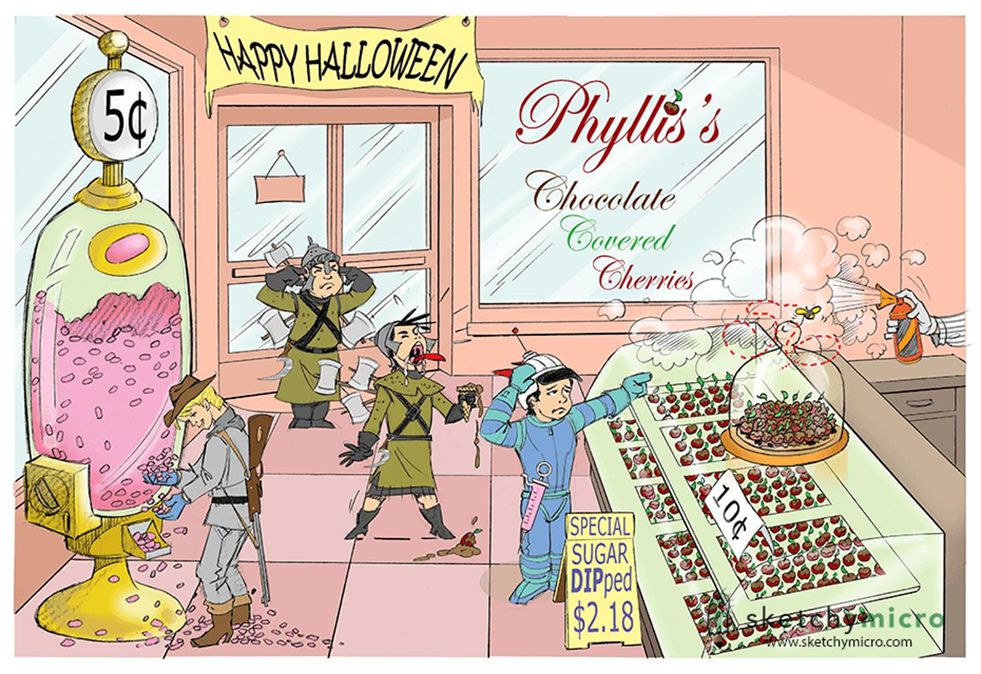 HAPPY HALLOWEEN
5¢
Phyllis's
Chocolate
Covered
Cherries
10¢
SPECIAL
SUGAR
DIPped
$2.18
sketchymicro
www.sketchymicro.com